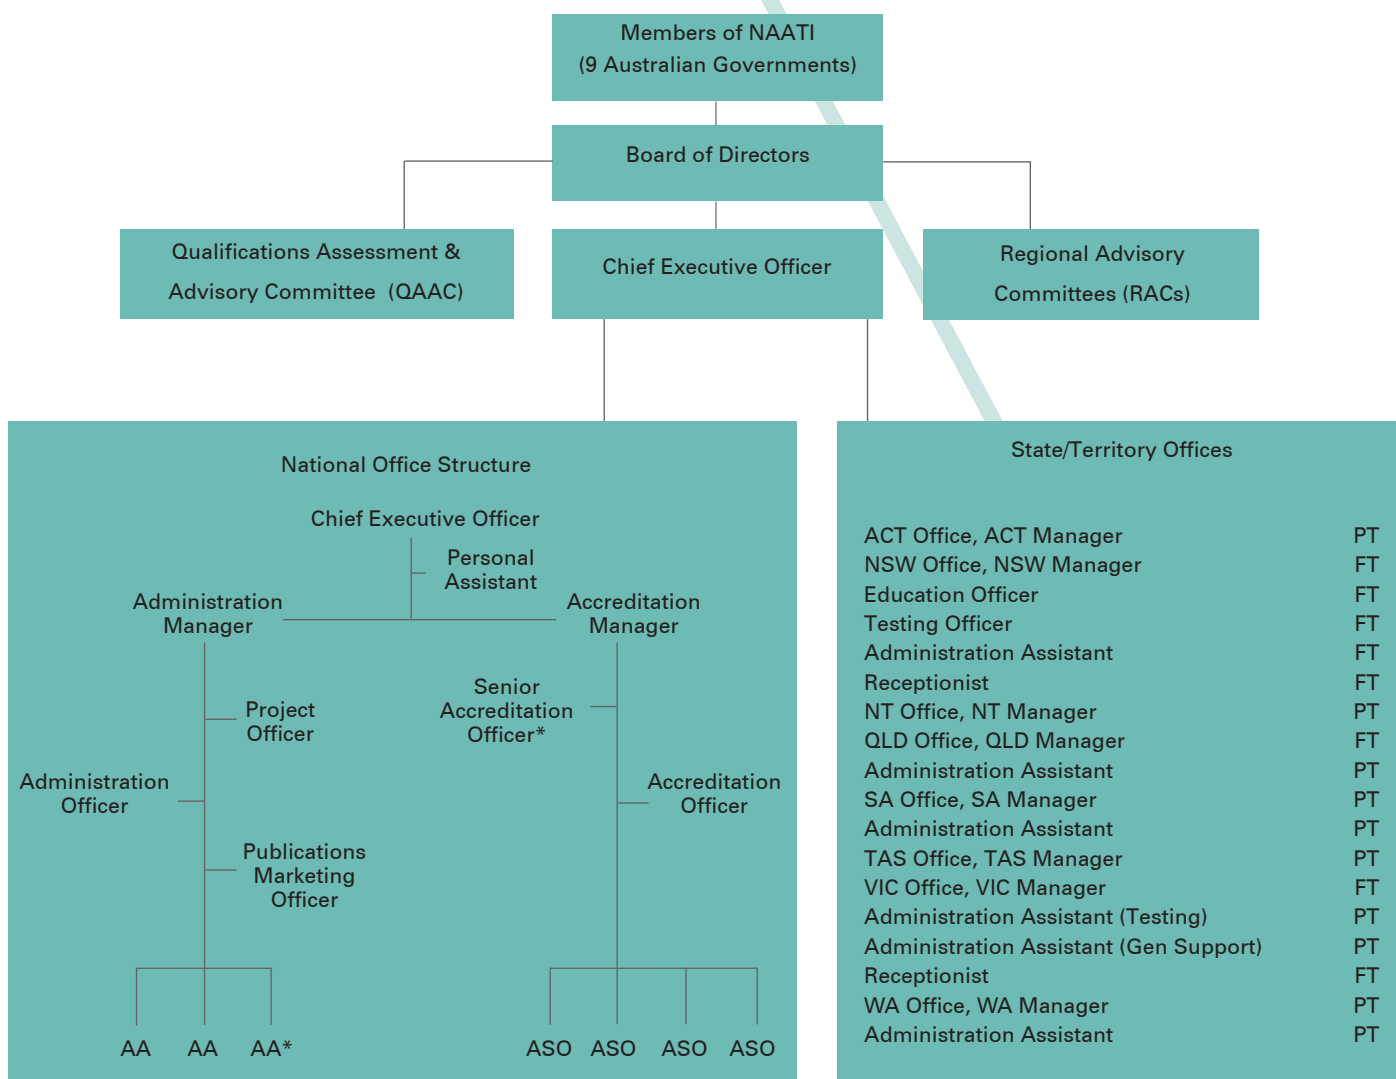 Members of NAATI
(9 Australian Governments)
Board of Directors
Qualifications Assessment &
Advisory Committee (QAAC)
Chief Executive Officer
Regional Advisory
Committees (RACs)
National Office Structure
Chief Executive Officer
Personal
Assistant
Administration
Manager
Accreditation
Manager
Project
Officer
Senior
Accreditation
Officer*
Administration
Officer
Accreditation
Officer
Publications
Marketing
Officer
AA AA AA*
ASO ASO ASO ASO
State/Territory Offices
ACT Office, ACT Manager PT
NSW Office, NSW Manager FT
Education Officer FT
Testing Officer FT
Administration Assistant FT
Receptionist FT
NT Office, NT Manager PT
QLD Office, QLD Manager FT
Administration Assistant PT
SA Office, SA Manager PT
Administration Assistant PT
TAS Office, TAS Manager PT
VIC Office, VIC Manager FT
Administration Assistant (Testing) PT
Administration Assistant (Gen Support) PT
Receptionist FT
WA Office, WA Manager PT
Administration Assistant PT